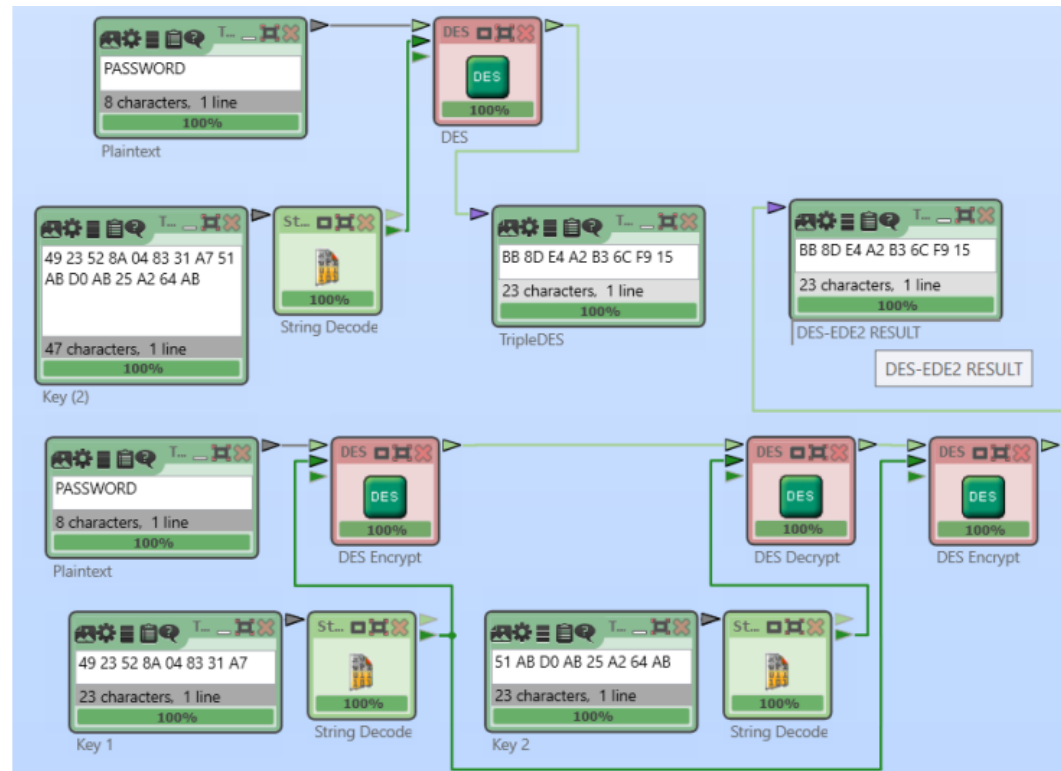 T...
PASSWORD
8 characters, 1 line
100%
Plaintext
DES
DES
100%
DES
T...
49 23 52 8A 04 83 31 A7 51
AB D0 AB 25 A2 64 AB
47 characters, 1 line
100%
Key (2)
St...
100%
String Decode
T...
BB 8D E4 A2 B3 6C F9 15
23 characters, 1 line
100%
TripleDES
T...
BB 8D E4 A2 B3 6C F9 15
23 characters, 1 line
100%
DES-EDE2 RESULT
DES-EDE2 RESULT
T...
PASSWORD
8 characters, 1 line
100%
Plaintext
DES
DES
100%
DES Encrypt
DES
DES
100%
DES Decrypt
DES
DES
100%
DES Encrypt
T...
49 23 52 8A 04 83 31 A7
23 characters, 1 line
100%
Key 1
St...
100%
String Decode
T...
51 AB D0 AB 25 A2 64 AB
23 characters, 1 line
100%
Key 2
St...
100%
String Decode